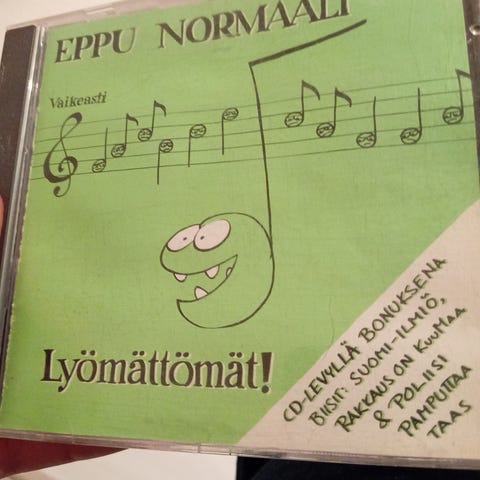 EPPU NORMAALI
Vaikeasti
Lyömättömät!
CD-LEVYLLÄ BONUKSENA
BIISIT: SUOMI-ILMIÖ,
RAKKAUS ON KUUMAA
& POLIISI
PAMPUTTAA
TAAS